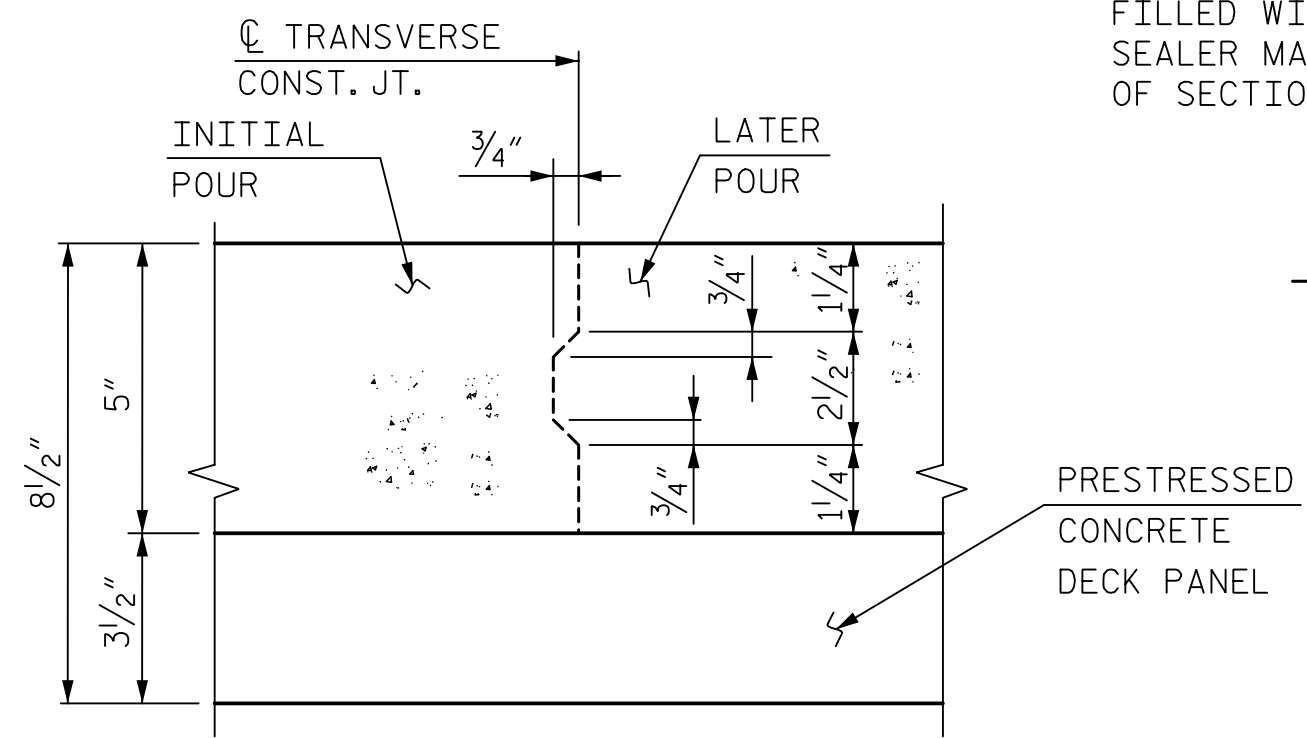 ℄ TRANSVERSE
CONST. JT.
FILLED WI
SEALER MA
OF SECTIO
INITIAL
POUR
3/4"
LATER
POUR
3/4"
1 1/4"
5"
2 1/2"
8 1/2"
3/4"
1 1/4"
3 1/2"
PRESTRESSED
CONCRETE
DECK PANEL